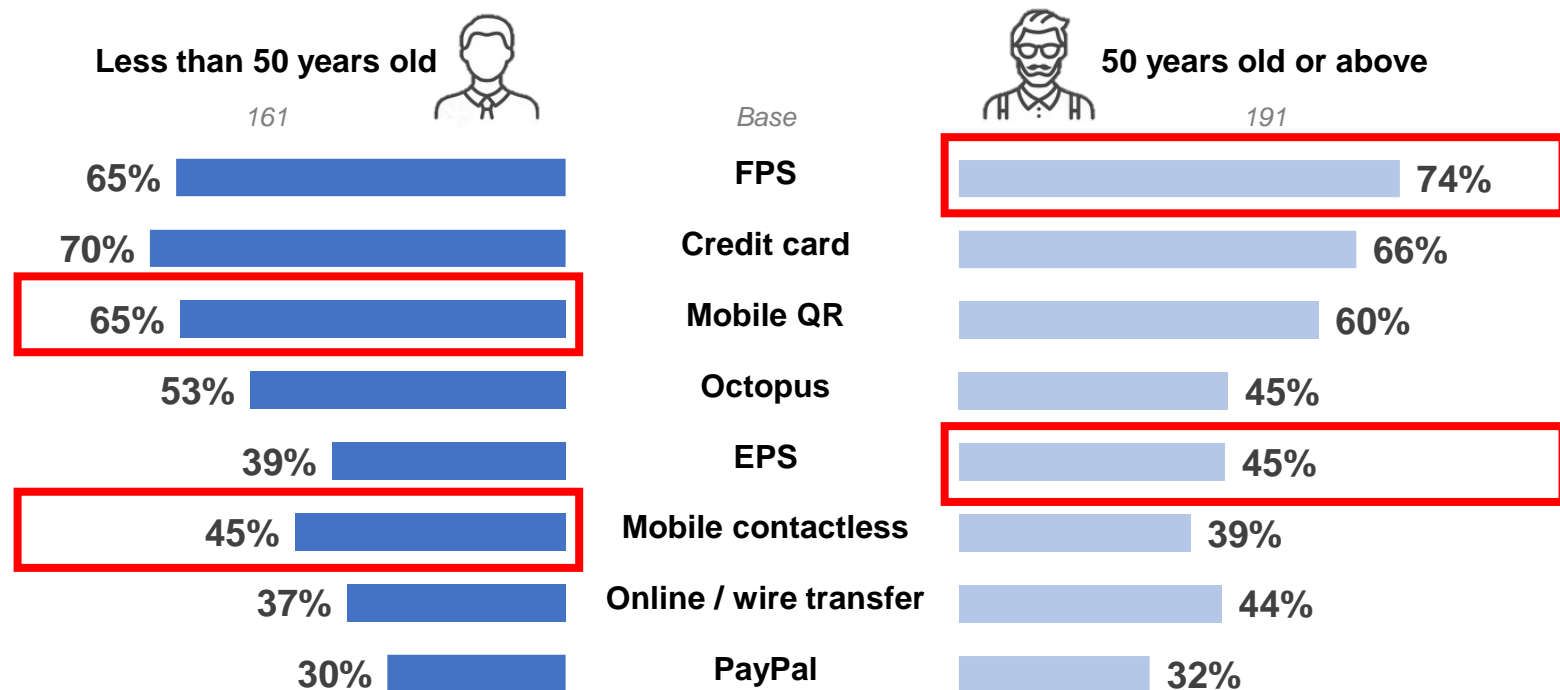 Less than 50 years old 50 years old or above
161 Base 191
65% FPS 74%
70% Credit card 66%
65% Mobile QR 60%
53% Octopus 45%
39% EPS 45%
45% Mobile contactless 39%
37% Online / wire transfer 44%
30% PayPal 32%